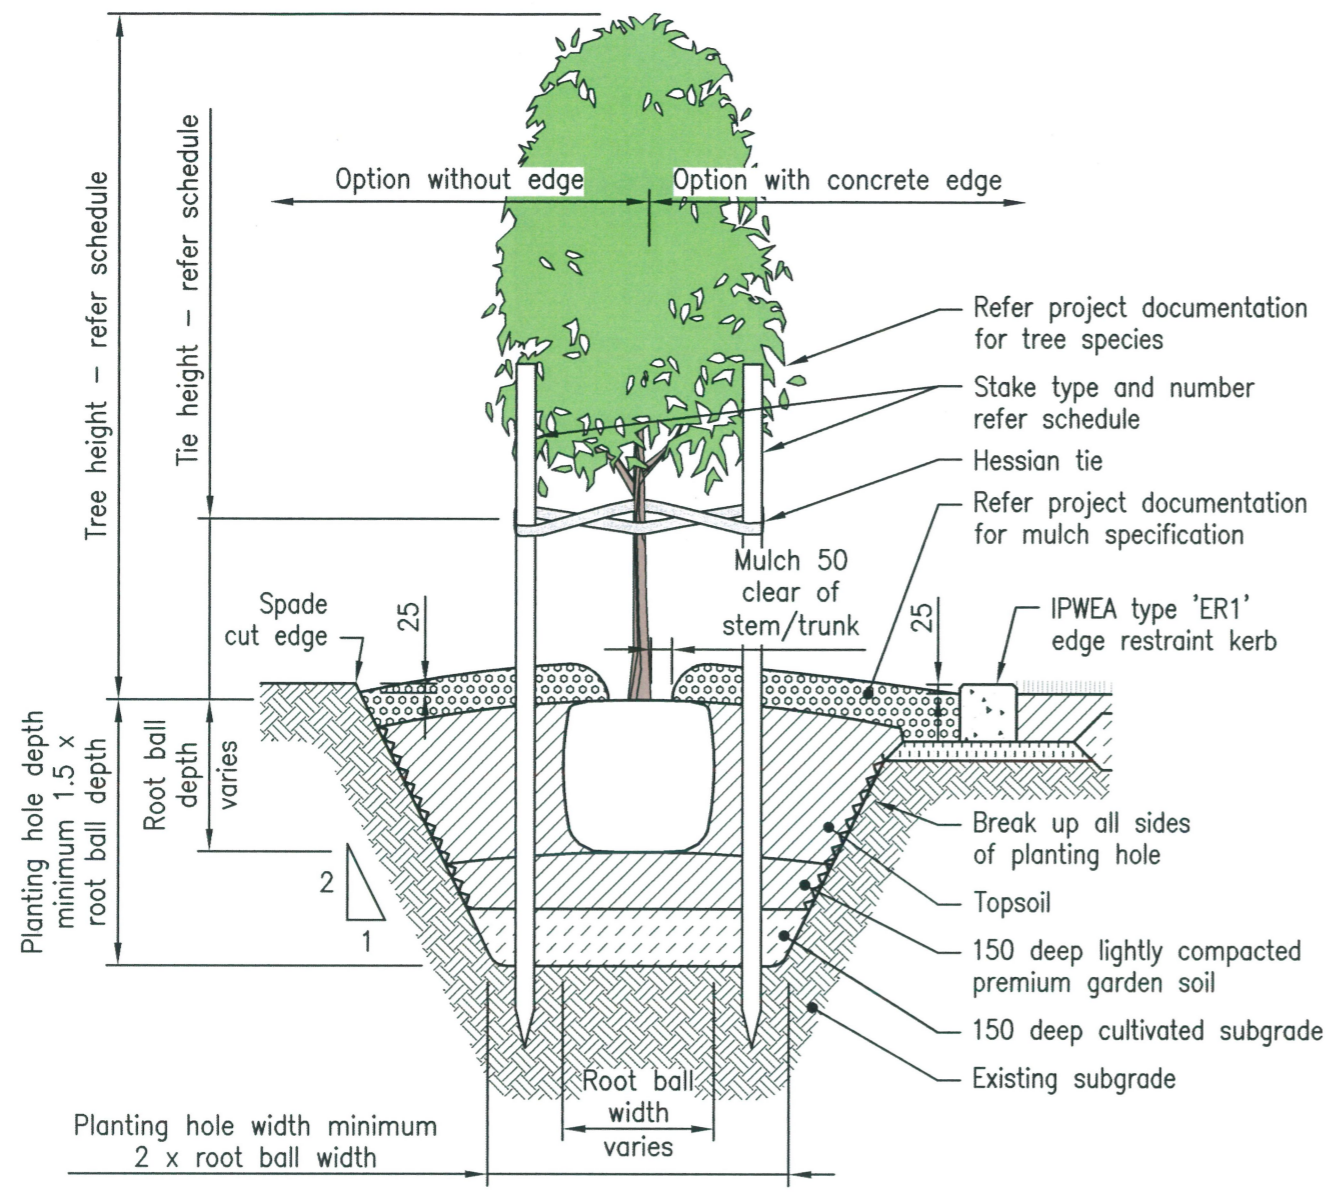 Option without edge
Option with concrete edge
Tree height – refer schedule
Tie height – refer schedule
Refer project documentation
for tree species
Stake type and number
refer schedule
Hessian tie
Refer project documentation
for mulch specification
Mulch 50
clear of
stem/trunk
Spade
cut edge
25
25
IPWEA type 'ER1'
edge restraint kerb
Planting hole depth
minimum 1.5 x
root ball depth
Root ball
depth
varies
2
1
Break up all sides
of planting hole
Topsoil
150 deep lightly compacted
premium garden soil
150 deep cultivated subgrade
Existing subgrade
Root ball
width
varies
Planting hole width minimum
2 x root ball width